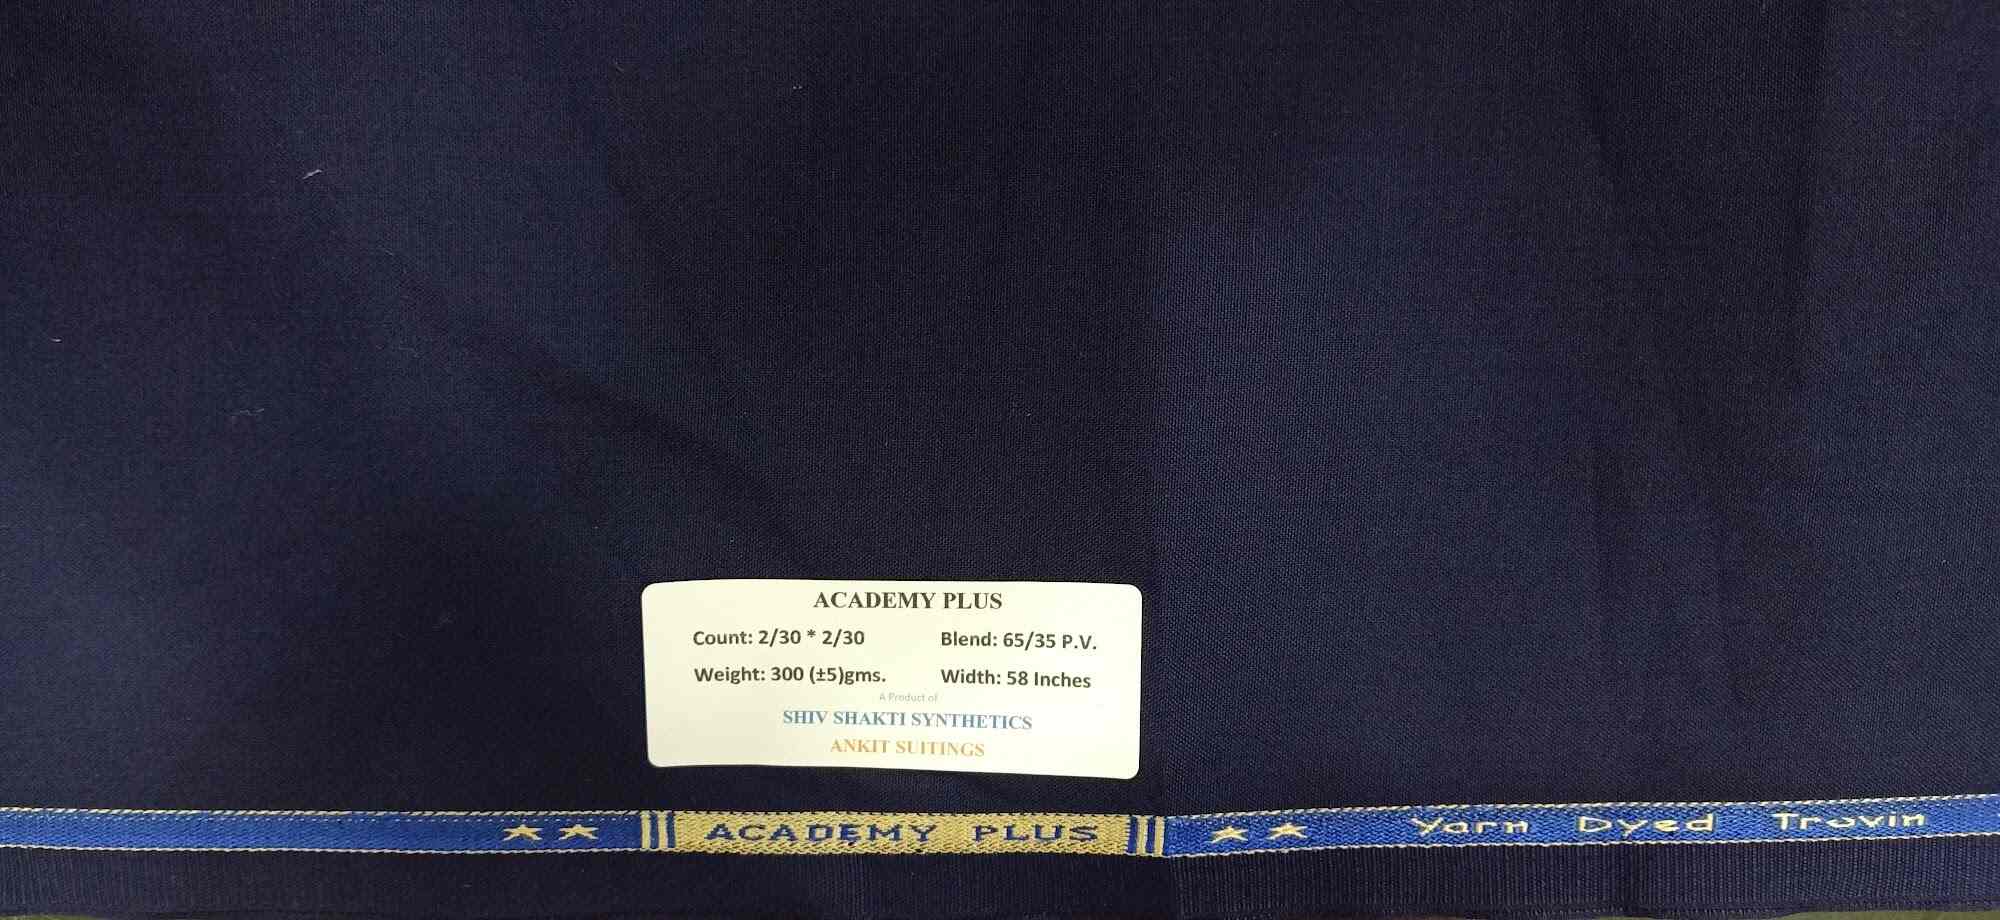 ACADEMY PLUS
Count: 2/30 * 2/30 Blend: 65/35 P.V.
Weight: 300 (±5)gms. Width: 58 Inches
A Product of
SHIV SHAKTI SYNTHETICS
ANKIT SUITINGS
ACADEMY PLUS Yarn Dyed Trovin